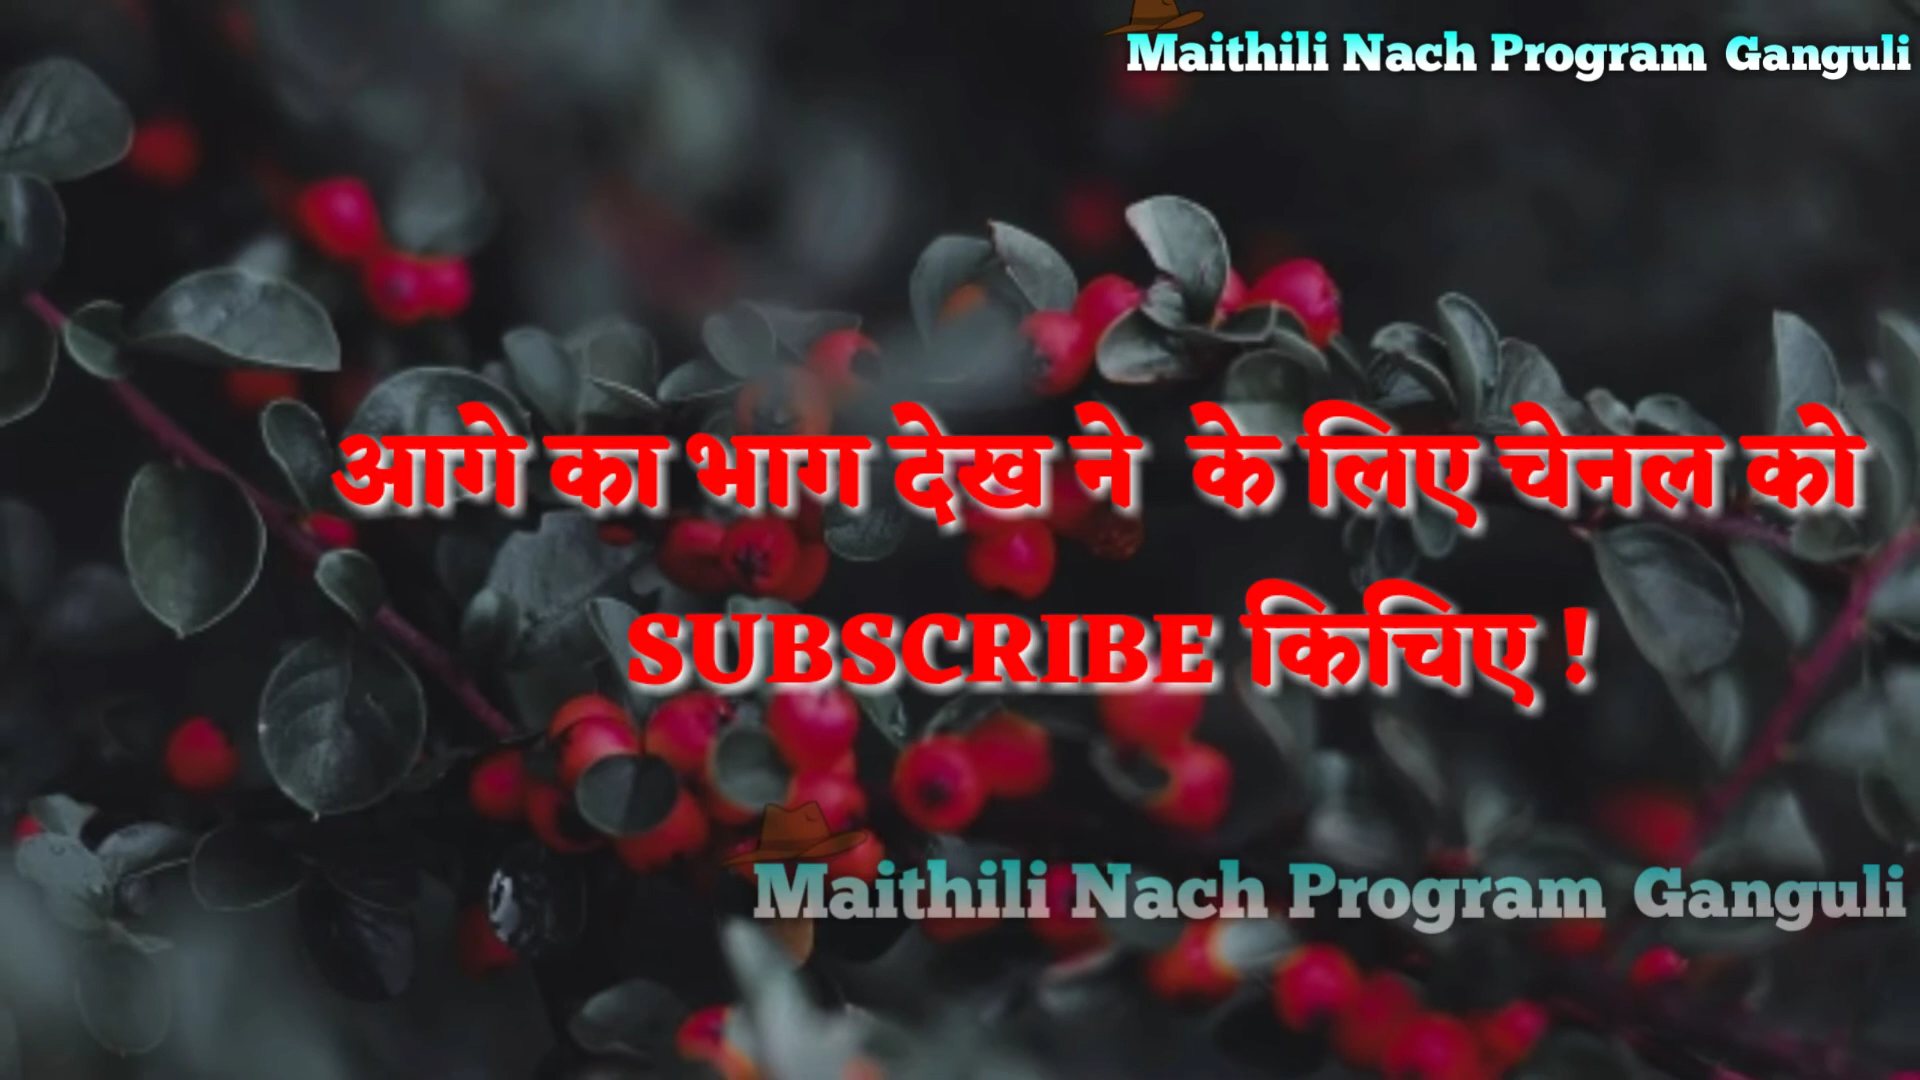 Maithili Nach Program Ganguli
आगे का भाग देख ने के लिए चेनल को
SUBSCRIBE किचिए !
Maithili Nach Program Ganguli